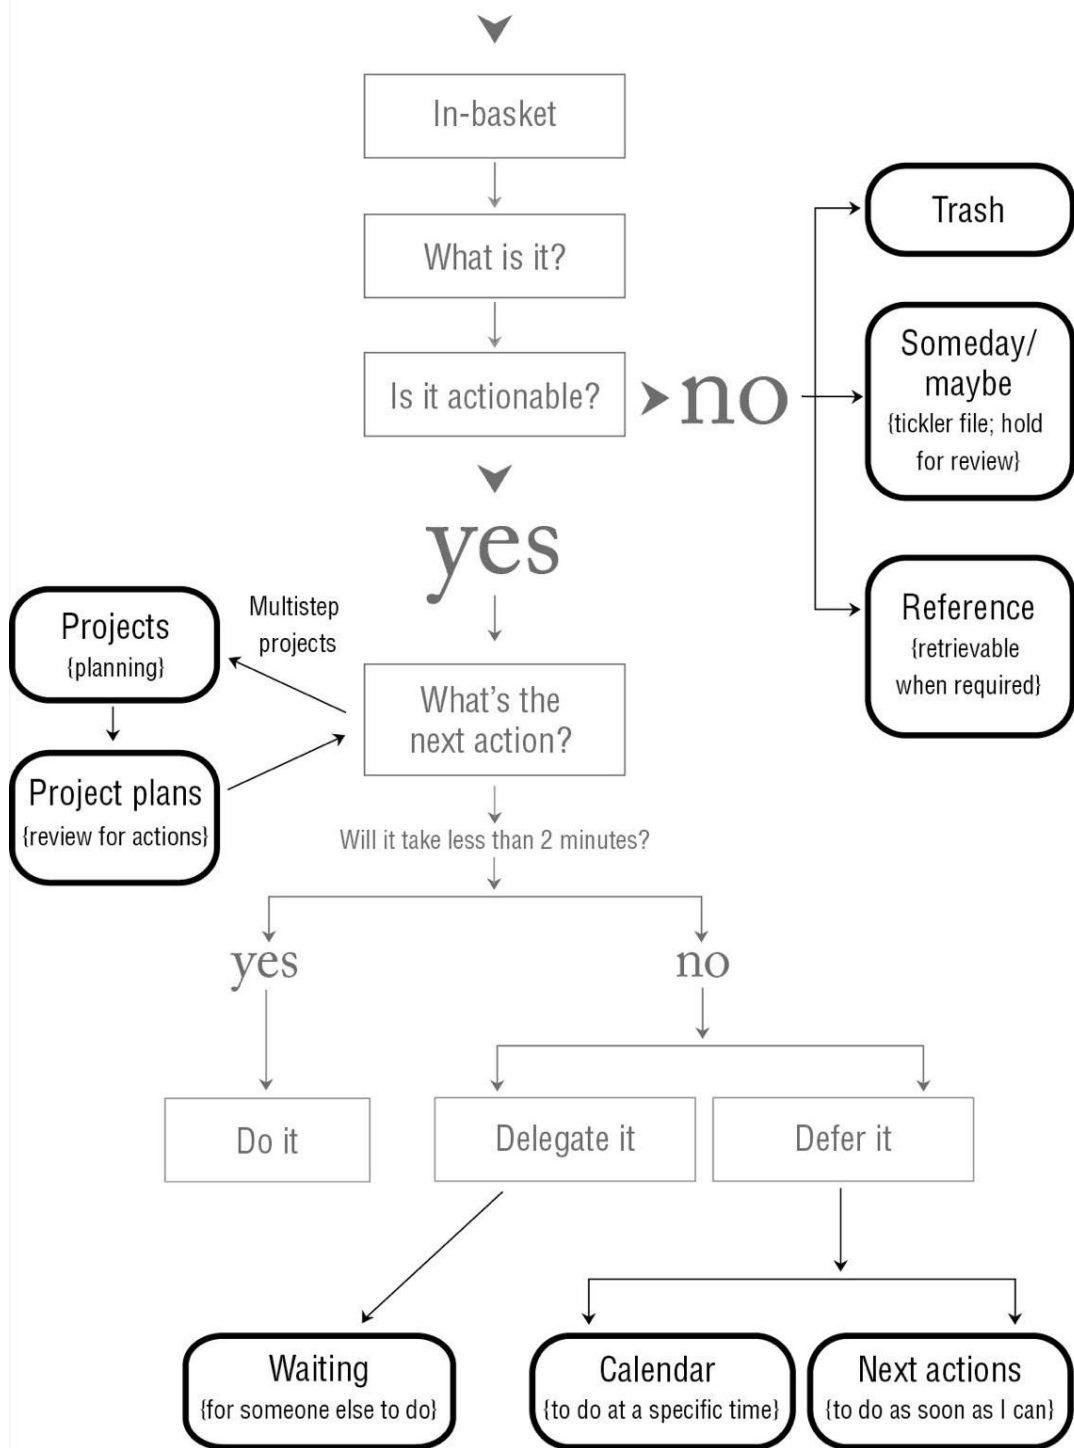 In-basket
What is it?
Is it actionable?
no
Trash
Someday/
maybe
{tickler file; hold
for review}
Reference
{retrievable
when required}
yes
Multistep
projects
Projects
{planning}
Project plans
{review for actions}
What's the
next action?
Will it take less than 2 minutes?
yes
no
Do it
Delegate it
Defer it
Waiting
{for someone else to do}
Calendar
{to do at a specific time}
Next actions
{to do as soon as I can}